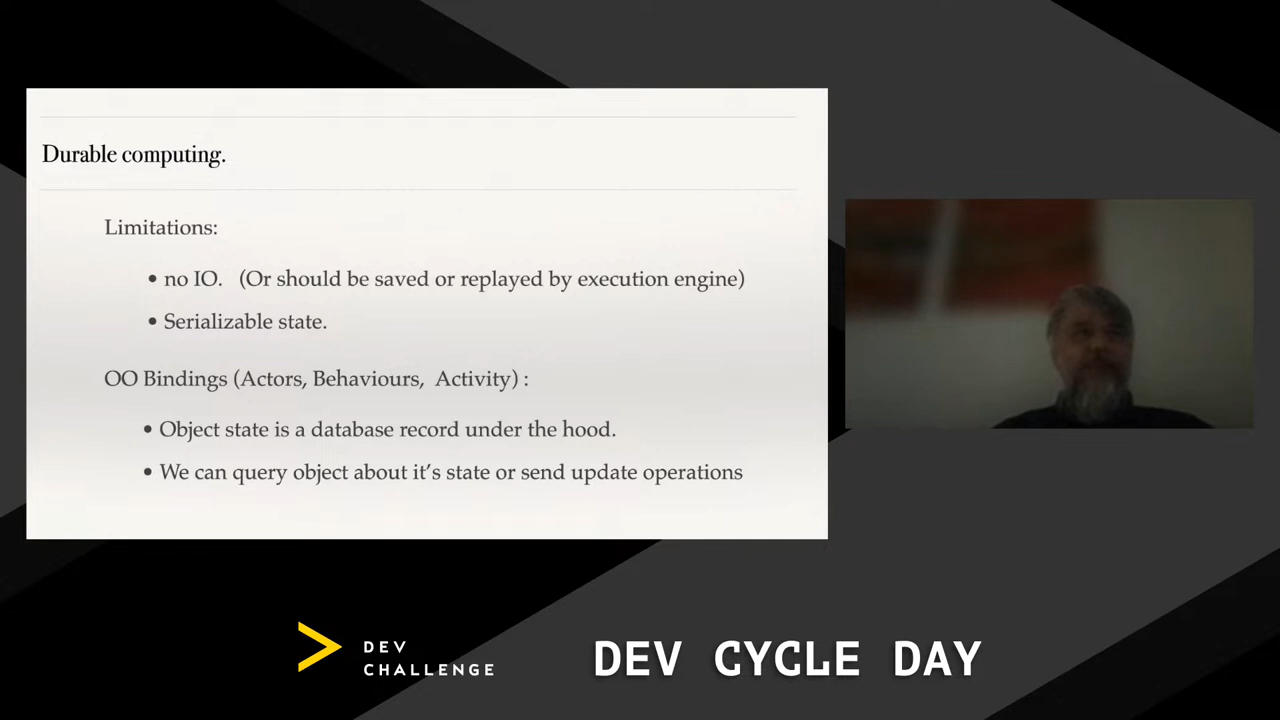 Durable computing.
Limitations:
• no IO. (Or should be saved or replayed by execution engine)
• Serializable state.
OO Bindings (Actors, Behaviours, Activity) :
• Object state is a database record under the hood.
• We can query object about it’s state or send update operations
DEV
CHALLENGE
DEV CYCLE DAY